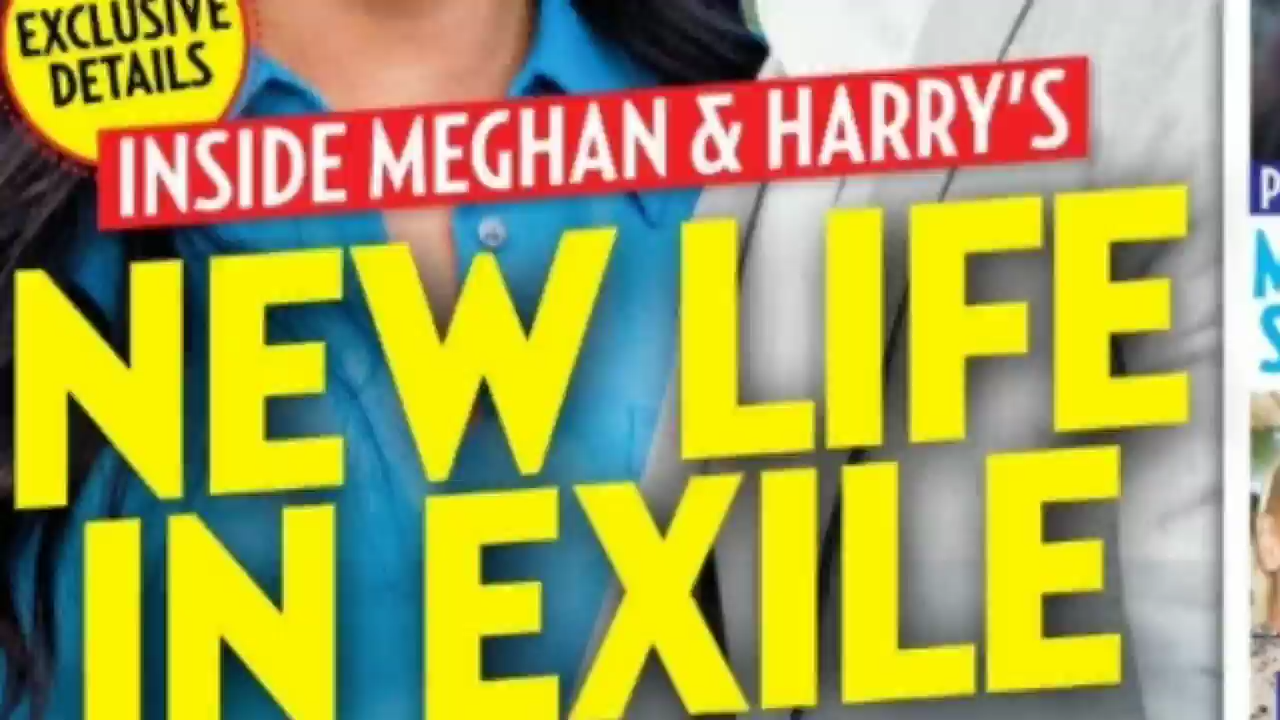 EXCLUSIVE
DETAILS
INSIDE MEGHAN & HARRY'S
NEW LIFE
IN EXILE